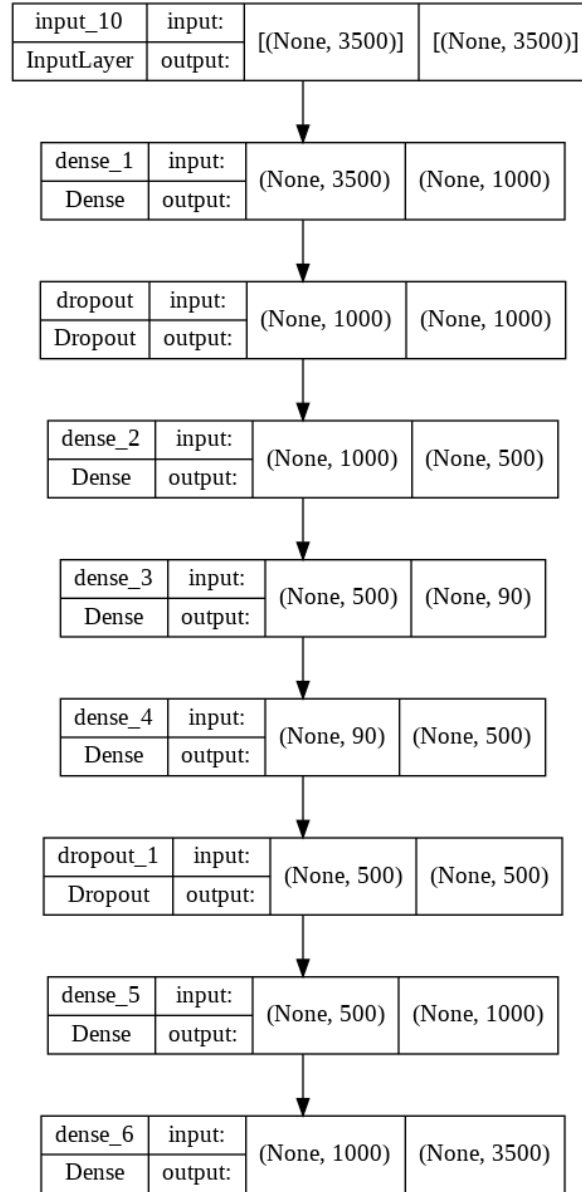 input_10 input: [(None, 3500)] [(None, 3500)]
InputLayer output:
dense_1 input: (None, 3500) (None, 1000)
Dense output:
dropout input: (None, 1000) (None, 1000)
Dropout output:
dense_2 input: (None, 1000) (None, 500)
Dense output:
dense_3 input: (None, 500) (None, 90)
Dense output:
dense_4 input: (None, 90) (None, 500)
Dense output:
dropout_1 input: (None, 500) (None, 500)
Dropout output:
dense_5 input: (None, 500) (None, 1000)
Dense output:
dense_6 input: (None, 1000) (None, 3500)
Dense output: